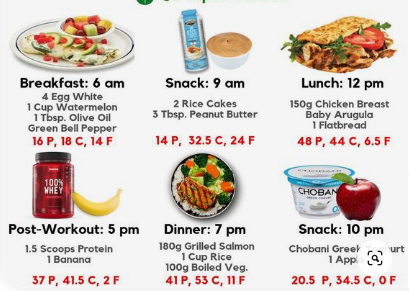 Breakfast: 6 am
4 Egg White
1 Cup Watermelon
1 Tbsp. Olive Oil
Green Bell Pepper
16 P, 18 C, 14 F
Snack: 9 am
2 Rice Cakes
3 Tbsp. Peanut Butter
14 P, 32.5 C, 24 F
Lunch: 12 pm
150g Chicken Breast
Baby Arugula
1 Flatbread
48 P, 44 C, 6.5 F
100%
WHEY
Post-Workout: 5 pm
1.5 Scoops Protein
1 Banana
37 P, 41.5 C, 2 F
Dinner: 7 pm
180g Grilled Salmon
1 Cup Rice
100g Boiled Veg.
41 P, 53 C, 11 F
CHOBAN
Snack: 10 pm
Chobani Greek
1
20.5 P, 34.5 C, 0 F